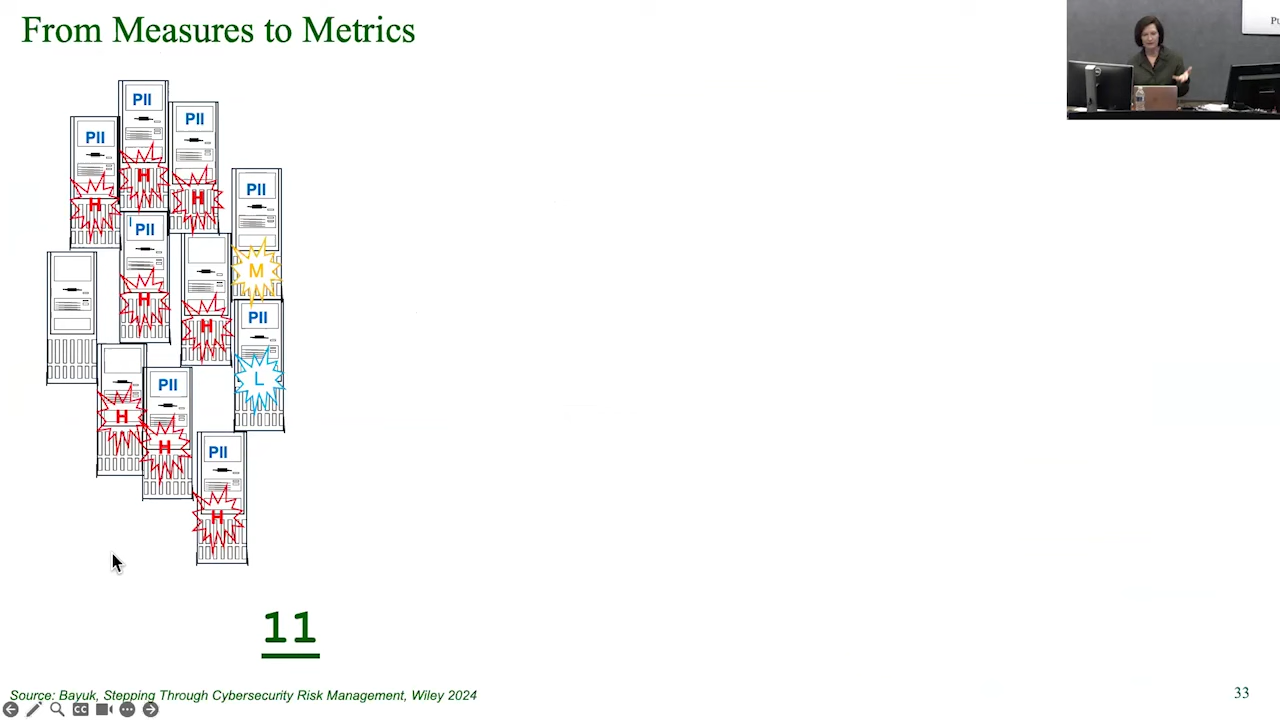 From Measures to Metrics
PII
PII
PII
H
H
H
PII
PII
M
H
H
PII
L
PII
H
H
PII
H
11
Source: Bayuk, Stepping Through Cybersecurity Risk Management, Wiley 2024
33
CC